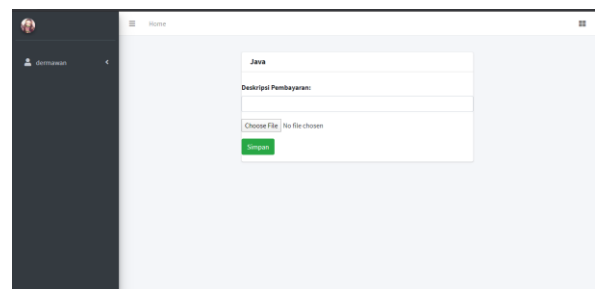 Home
dermawan
Java
Deskripsi Pembayaran:
Choose File No file chosen
Simpan